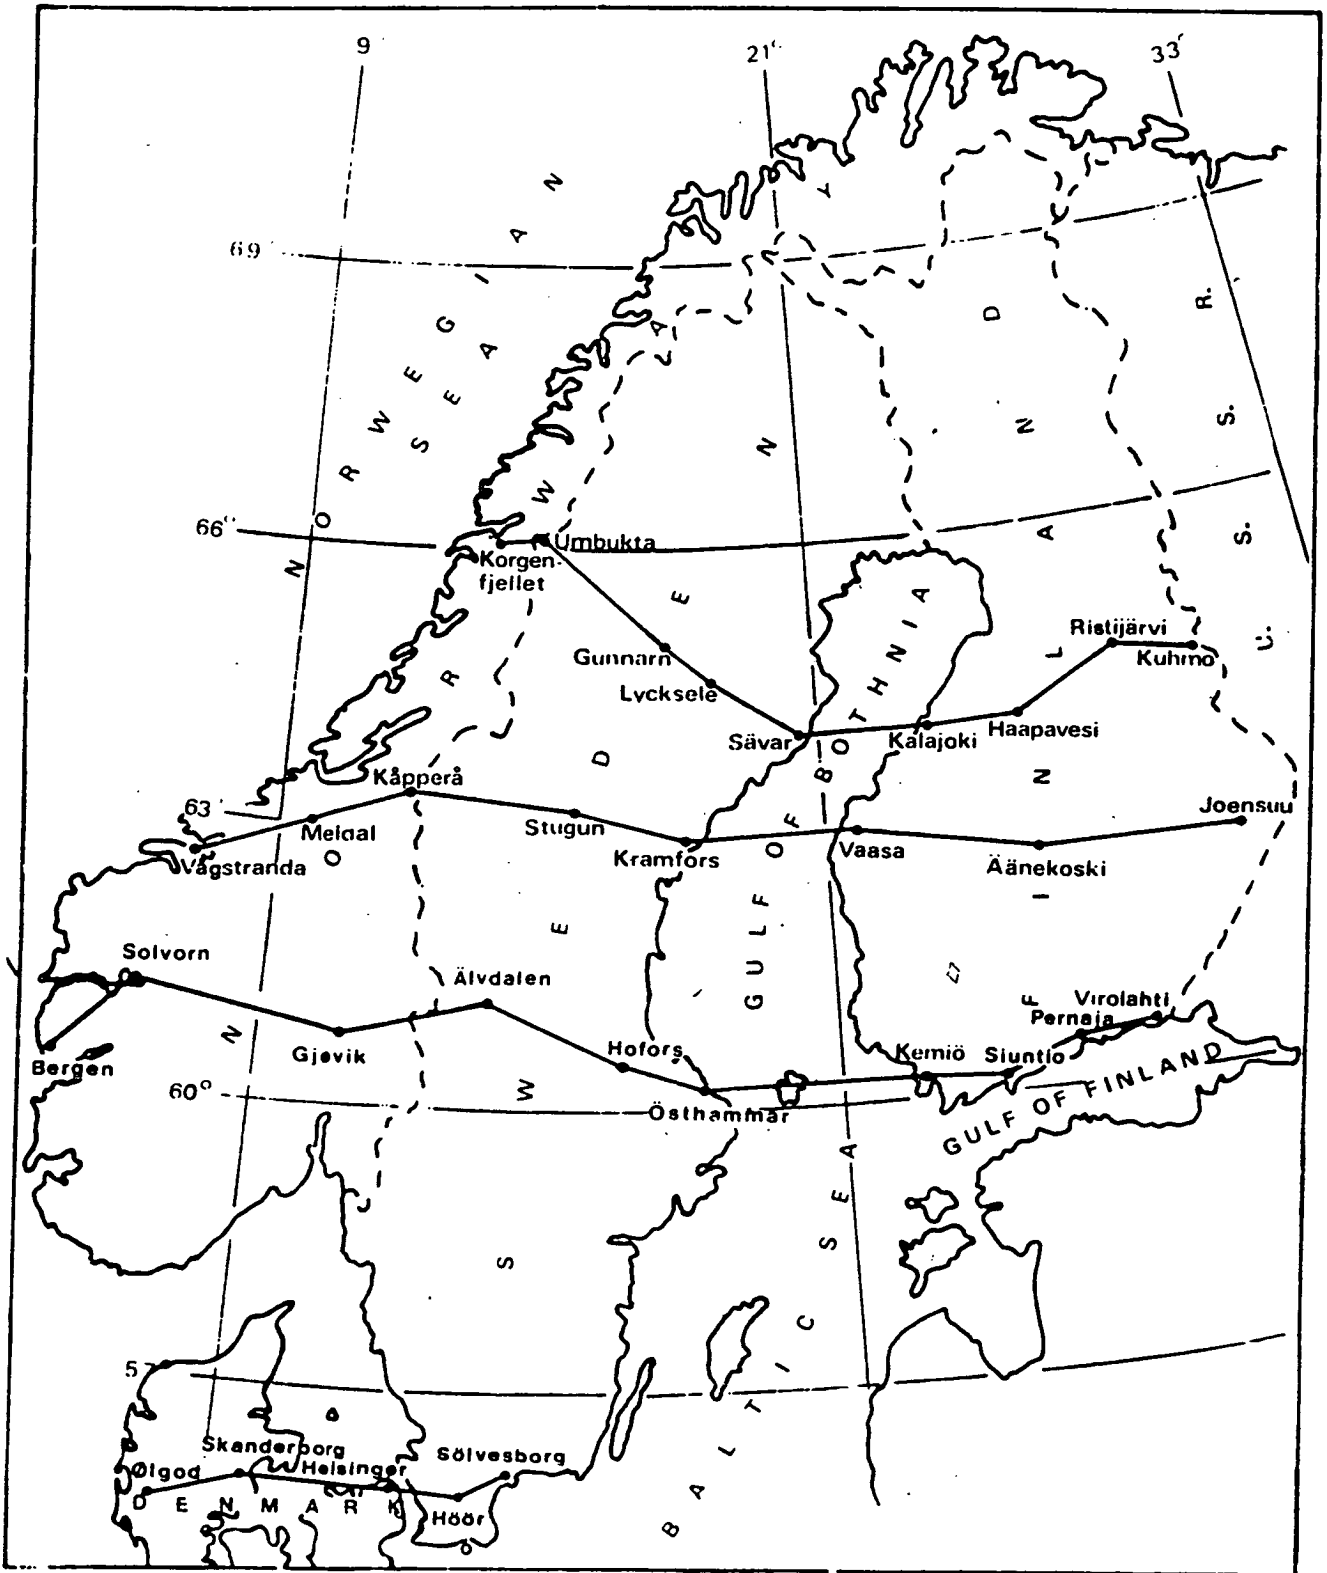 9
21°
33°
69°
NORWEGIAN
SEA
66°
Umbukta
Korgen-
fjellet
Ristijärvi
Kuhmo
Gunnarn
Lycksele
Sävar
Kalajoki
Haapavesi
Kåpperå
63
Meldal
Stugun
Joensuu
Vågstranda
Kramfors
Vaasa
Äänekoski
Solvorn
Älvdalen
Virolahti
Pernaja
Bergen
Gjøvik
Hofors
Kemiö
Siuntio
60°
Östhammar
NORWAY
SWEDEN
FINLAND
U.S.S.R.
GULF OF BOTHNIA
GULF OF FINLAND
BALTIC SEA
57
Skanderborg
Ølgod
Helsingør
Sölvesborg
DENMARK
Höör